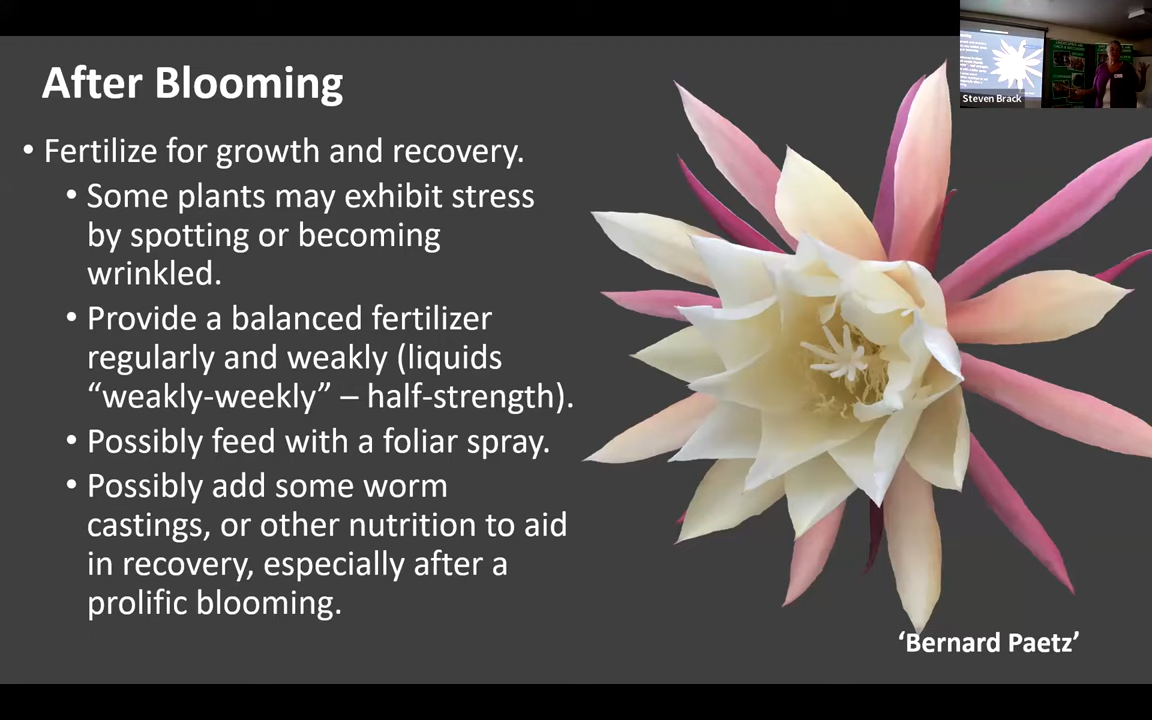 After Blooming
• Fertilize for growth and recovery.
• Some plants may exhibit stress
by spotting or becoming
wrinkled.
• Provide a balanced fertilizer
regularly and weakly (liquids
“weakly-weekly” – half-strength).
• Possibly feed with a foliar spray.
• Possibly add some worm
castings, or other nutrition to aid
in recovery, especially after a
prolific blooming.
‘Bernard Paetz’
Steven Brack